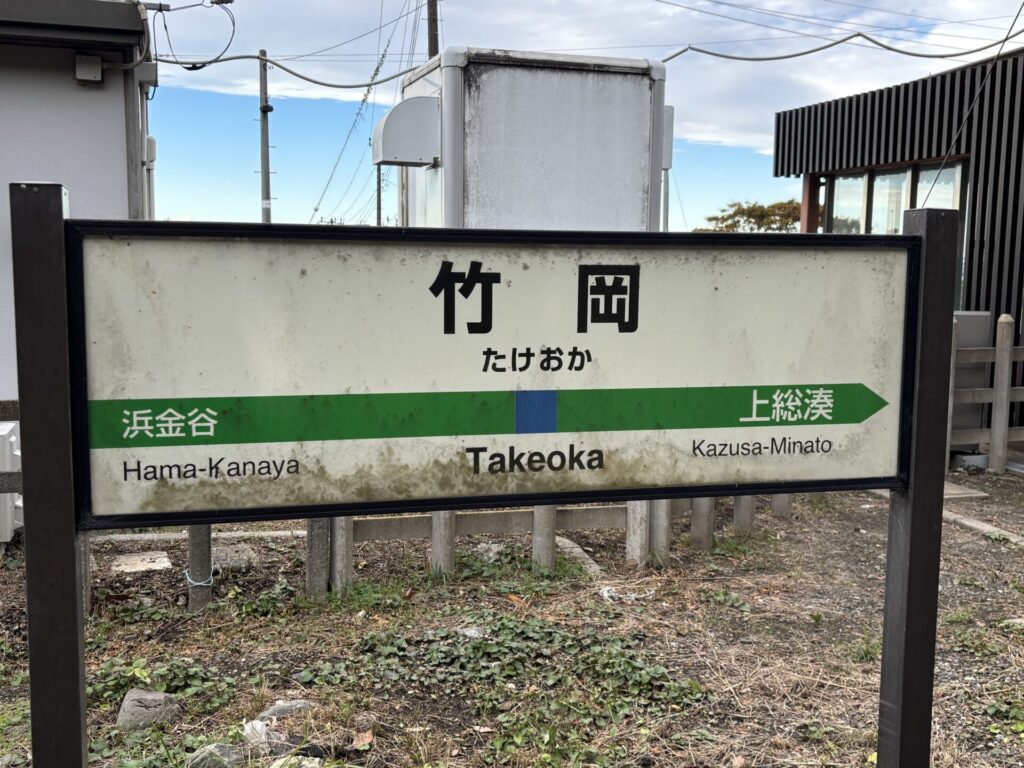 竹岡
たけおか
浜金谷
上総湊
Hama-Kanaya
Takeoka
Kazusa-Minato